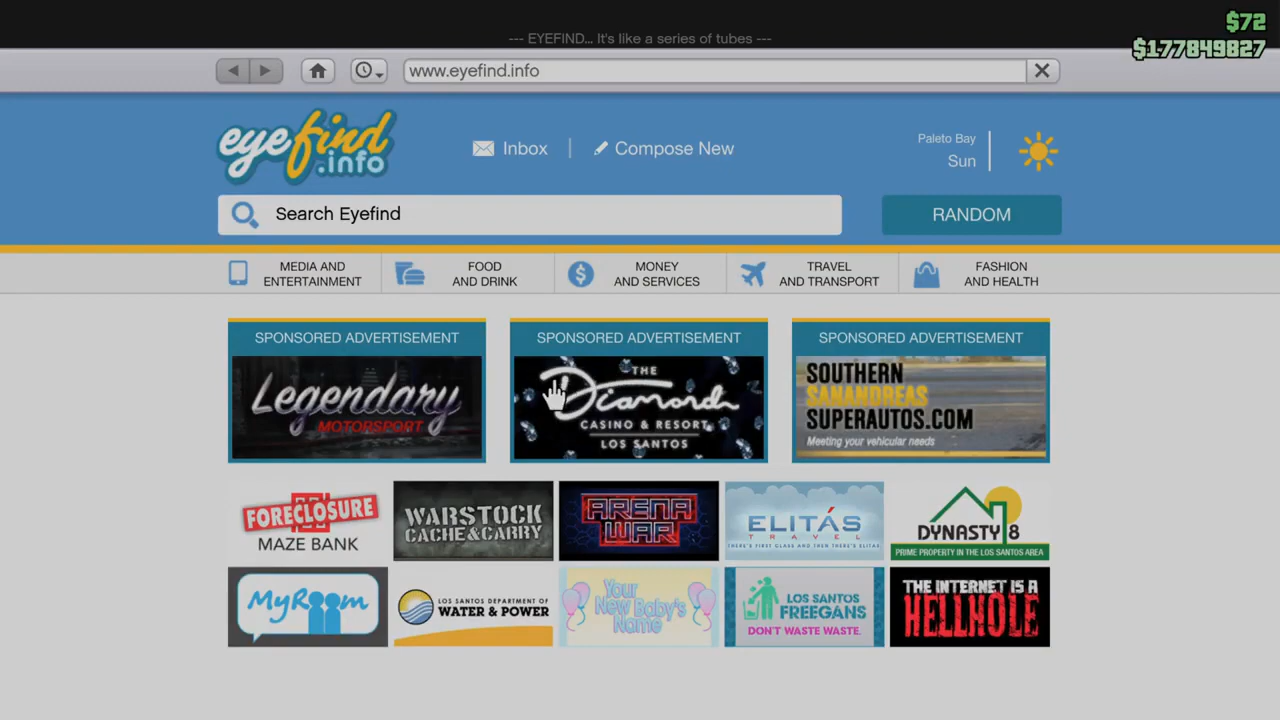 $72
--- EYEFIND... It's like a series of tubes ---
$177849827
www.eyefind.info
eyefind
.info
Inbox
Compose New
Paleto Bay
Sun
Search Eyefind
RANDOM
MEDIA AND
ENTERTAINMENT
FOOD
AND DRINK
MONEY
AND SERVICES
TRAVEL
AND TRANSPORT
FASHION
AND HEALTH
SPONSORED ADVERTISEMENT
Legendary
MOTORSPORT
SPONSORED ADVERTISEMENT
THE
Diamond
CASINO & RESORT
LOS SANTOS
SPONSORED ADVERTISEMENT
SOUTHERN
SANANDREAS
SUPERAUTOS.COM
Meeting your vehicular needs
FORECLOSURE
MAZE BANK
WARSTOCK
CACHE&CARRY
ARENA
WAR
ELITÁS
TRAVEL
THERE'S FIRST CLASS AND THEN THERE'S ELITAS
DYNASTY 8
PRIME PROPERTY IN THE LOS SANTOS AREA
MyRoom
LOS SANTOS DEPARTMENT OF
WATER & POWER
Your
New Baby's
Name
LOS SANTOS
FREEGANS
DON'T WASTE WASTE.
THE INTERNET IS A
HELLHOLE